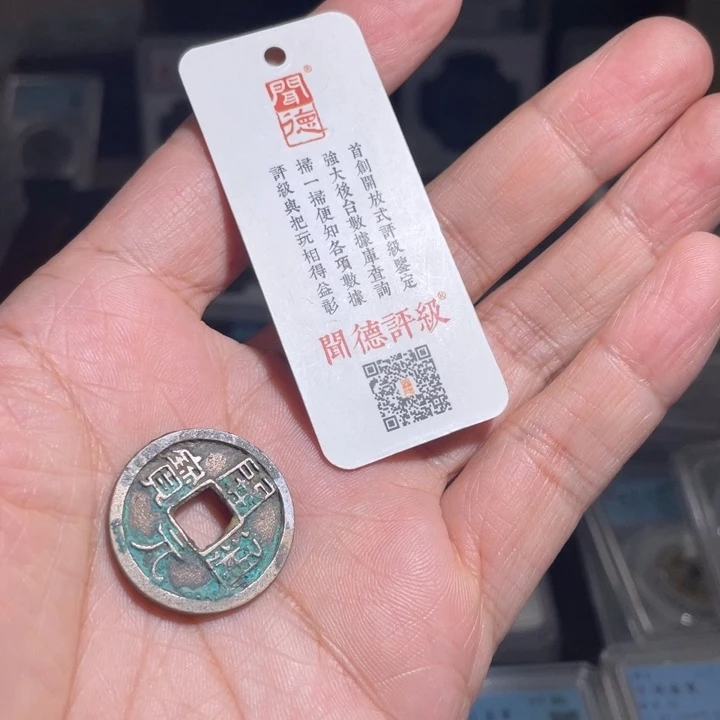 聞德®
首創開放式評級鑒定
強大後台數據庫查詢
掃一掃便知各項數據
評級與把玩相得益彰
聞德評級®
開元通寶